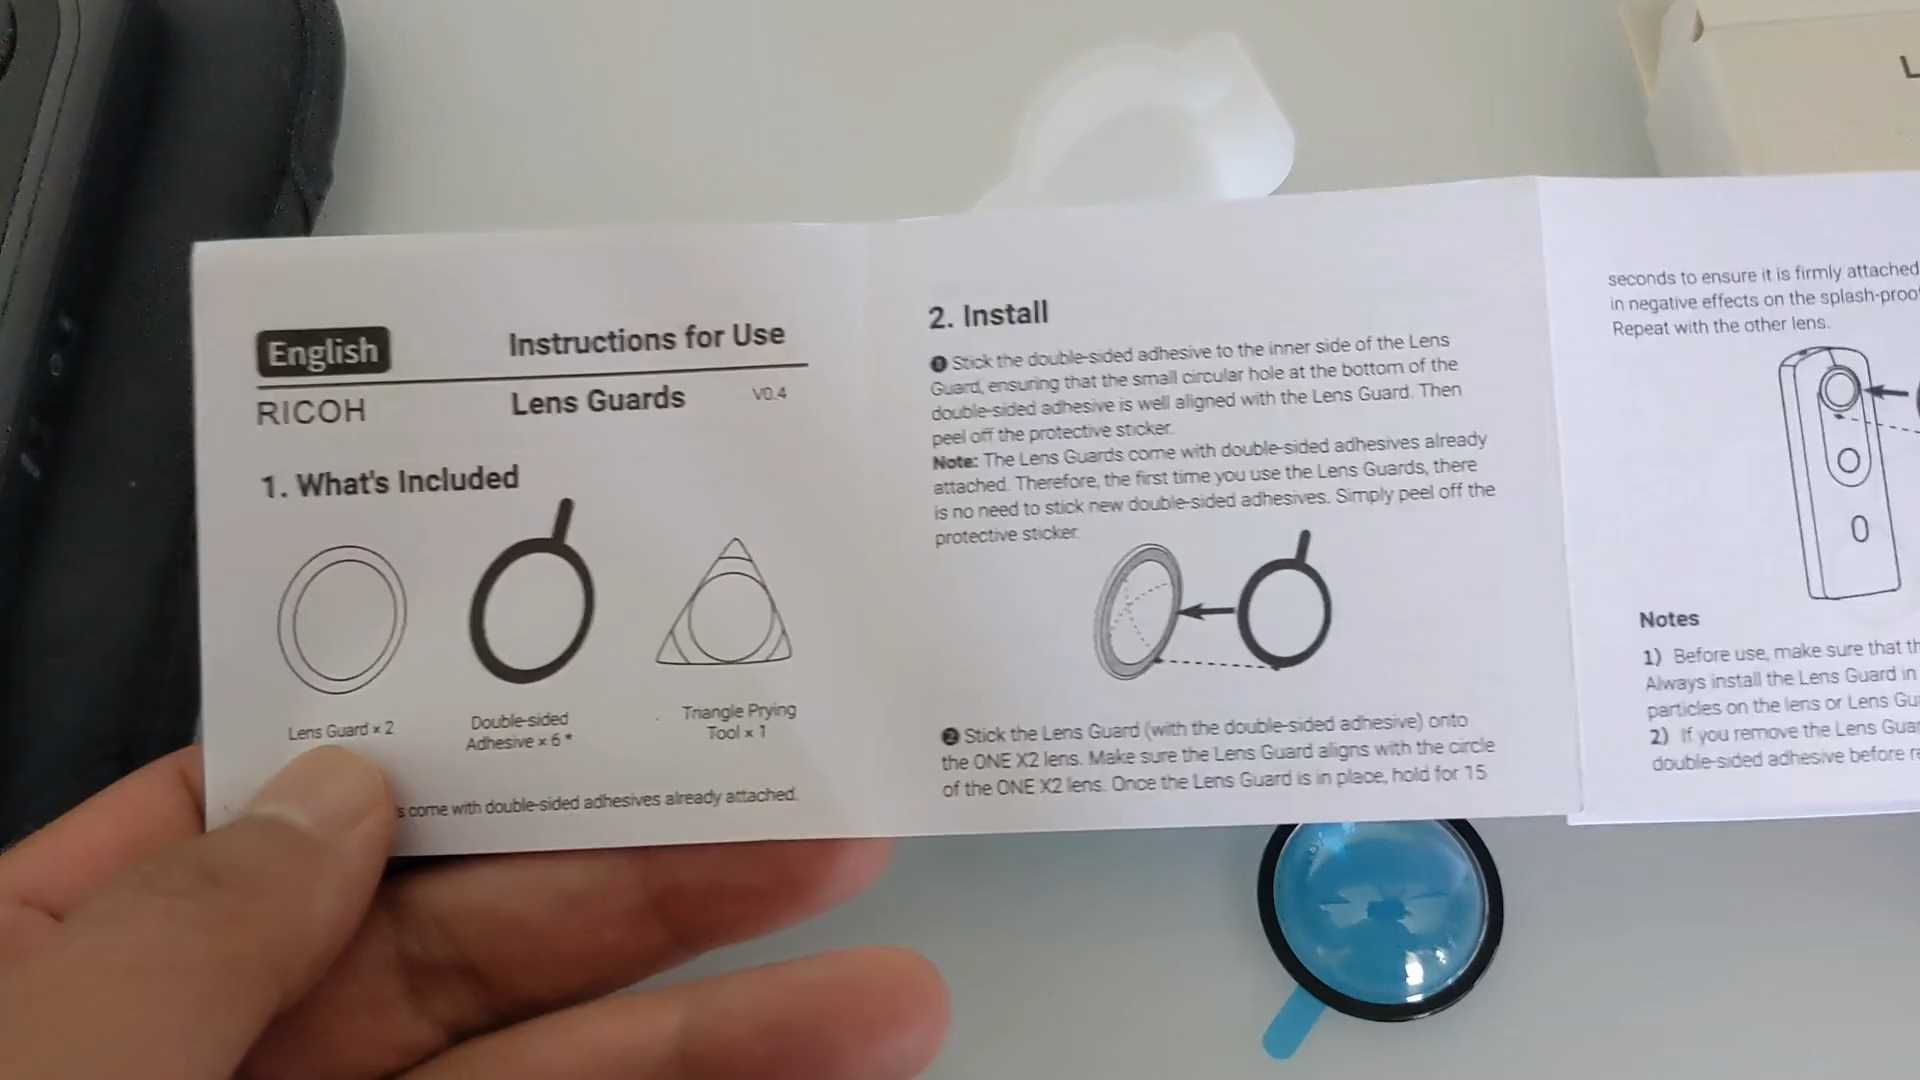 English
Instructions for Use
RICOH
Lens Guards
V0.4
1. What's Included
Lens Guard x 2
Double-sided
Adhesive x 6 *
Triangle Prying
Tool x 1
s come with double-sided adhesives already attached.
2. Install
❶ Stick the double-sided adhesive to the inner side of the Lens
Guard, ensuring that the small circular hole at the bottom of the
double-sided adhesive is well aligned with the Lens Guard. Then
peel off the protective sticker.
Note: The Lens Guards come with double-sided adhesives already
attached. Therefore, the first time you use the Lens Guards, there
is no need to stick new double-sided adhesives. Simply peel off the
protective sticker.
❷ Stick the Lens Guard (with the double-sided adhesive) onto
the ONE X2 lens. Make sure the Lens Guard aligns with the circle
of the ONE X2 lens. Once the Lens Guard is in place, hold for 15
seconds to ensure it is firmly attached
in negative effects on the splash-proof
Repeat with the other lens.
Notes
1) Before use, make sure that
Always install the Lens Guard in
particles on the lens or Lens
2) If you remove the Lens
double-sided adhesive before
L